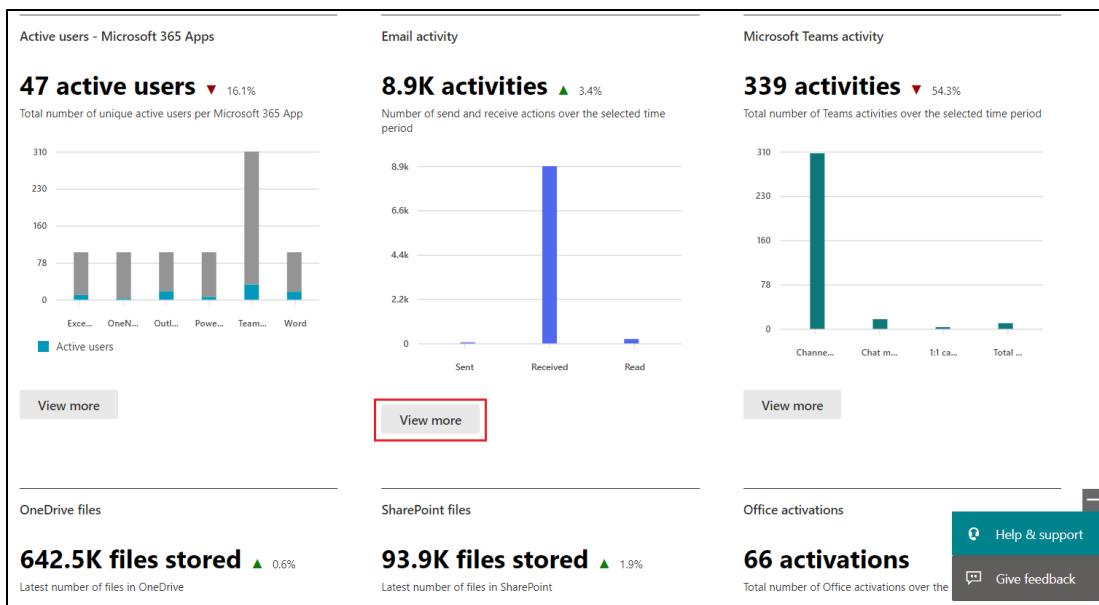 Active users - Microsoft 365 Apps
47 active users ▼ 16.1%
Total number of unique active users per Microsoft 365 App
310
230
160
78
0
Exce... OneN... Outl... Powe... Team... Word
Active users
View more
Email activity
8.9K activities ▲ 3.4%
Number of send and receive actions over the selected time
period
8.9k
6.6k
4.4k
2.2k
0
Sent Received Read
View more
Microsoft Teams activity
339 activities ▼ 54.3%
Total number of Teams activities over the selected time period
310
230
160
78
0
Channe... Chat m... 1:1 ca... Total ...
View more
OneDrive files
642.5K files stored ▲ 0.6%
Latest number of files in OneDrive
SharePoint files
93.9K files stored ▲ 1.9%
Latest number of files in SharePoint
Office activations
66 activations
Total number of Office activations over the
Help & support
Give feedback